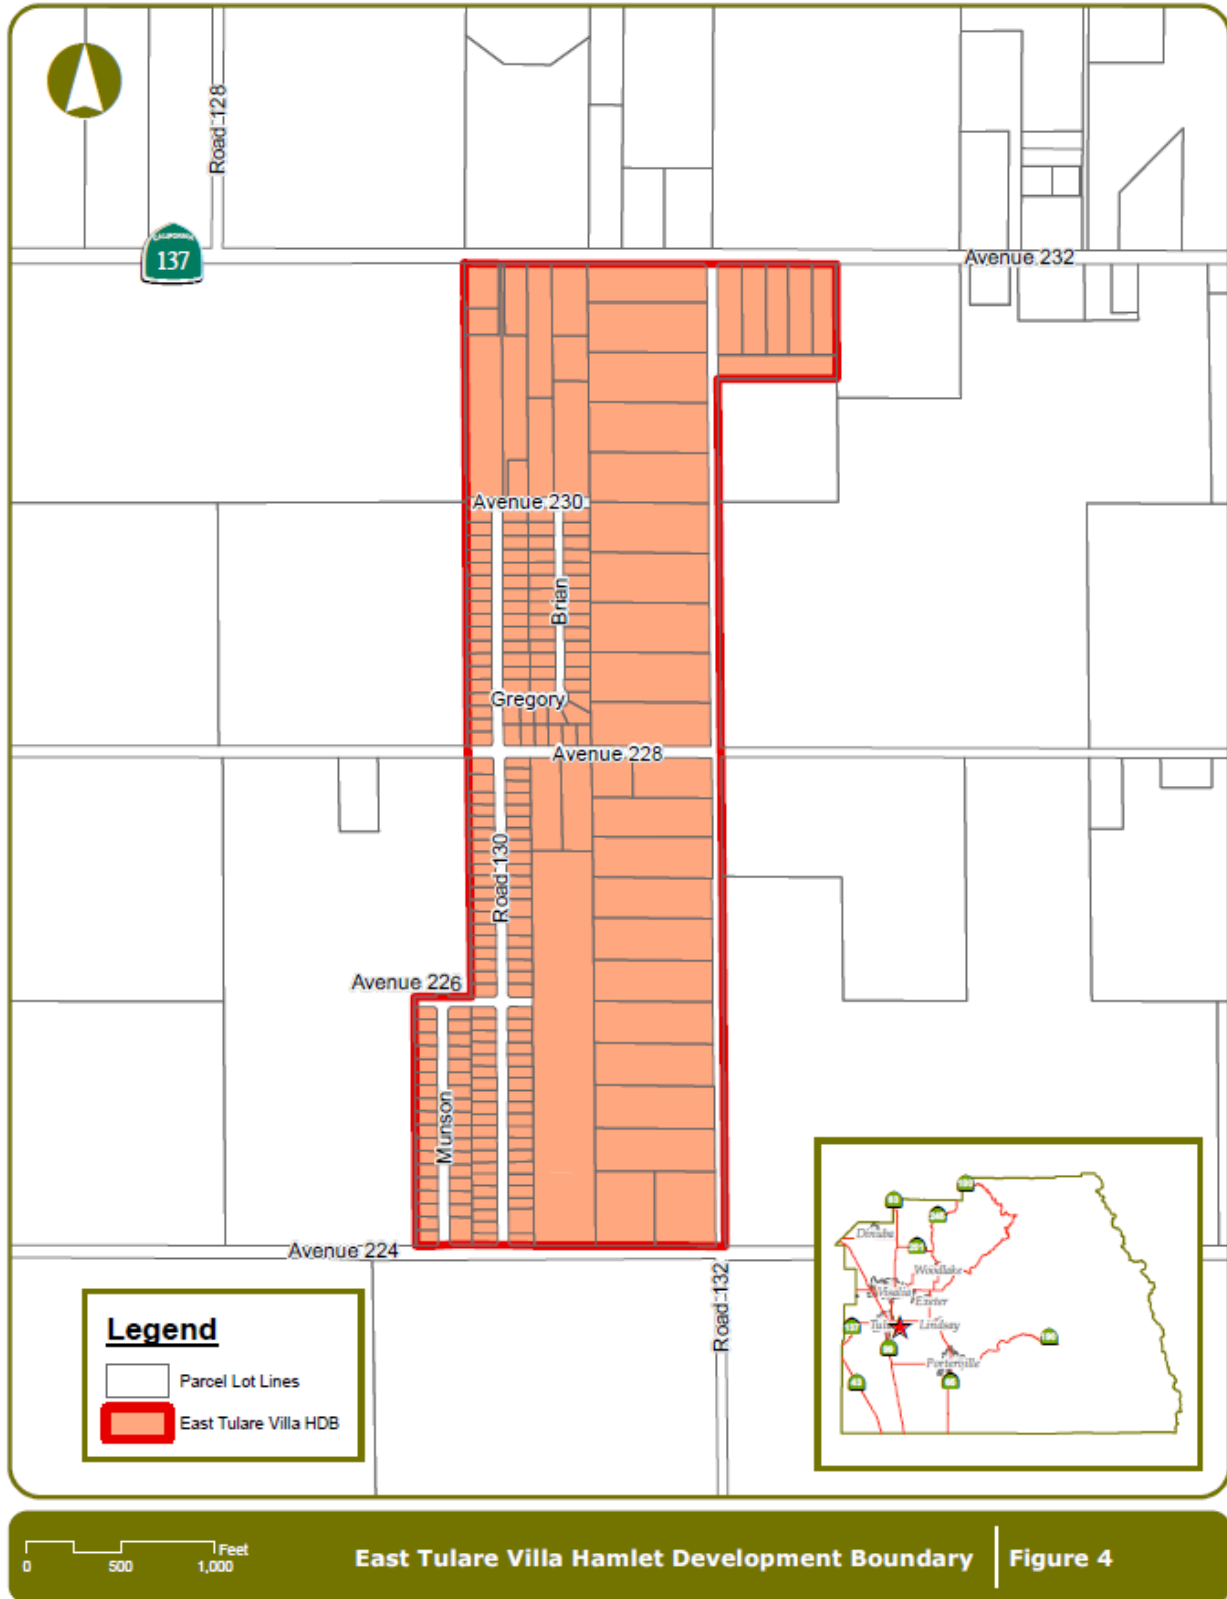 Road 128
CALIFORNIA
137
Avenue 232
Avenue 230
Brian
Gregory
Avenue 228
Road 130
Avenue 226
Munson
Avenue 224
Road 132
Legend
Parcel Lot Lines
East Tulare Villa HDB
Dinuba
Woodlake
Visalia
Exeter
Lindsay
Porterville
190
0 500 1,000 Feet
East Tulare Villa Hamlet Development Boundary
Figure 4